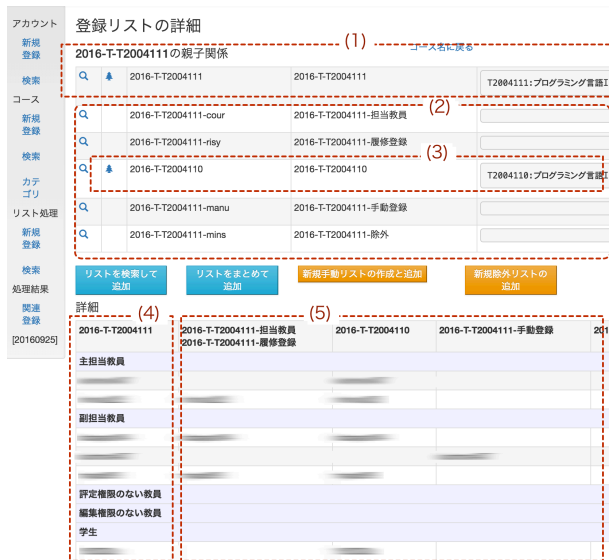 アカウント
新規
登録
検索
コース
新規
登録
検索
カテ
ゴリ
リスト処理
新規
登録
検索
処理結果
関連
登録
[20160925]
登録リストの詳細
(1)
コース名に戻る
2016-T-T2004111の親子関係
2016-T-T2004111 2016-T-T2004111 T2004111:プログラミング言語I
(2)
2016-T-T2004111-cour 2016-T-T2004111-担当教員
2016-T-T2004111-risy 2016-T-T2004111-履修登録
(3)
2016-T-T2004110 2016-T-T2004110 T2004110:プログラミング言語I
2016-T-T2004111-manu 2016-T-T2004111-手動登録
2016-T-T2004111-mins 2016-T-T2004111-除外
リストを検索して
追加
リストをまとめて
追加
新規手動リストの作成と追加
新規除外リストの
追加
詳細
(4)
(5)
2016-T-T2004111 2016-T-T2004111-担当教員 2016-T-T2004110 2016-T-T2004111-手動登録 201
2016-T-T2004111-履修登録
主担当教員
副担当教員
評定権限のない教員
編集権限のない教員
学生